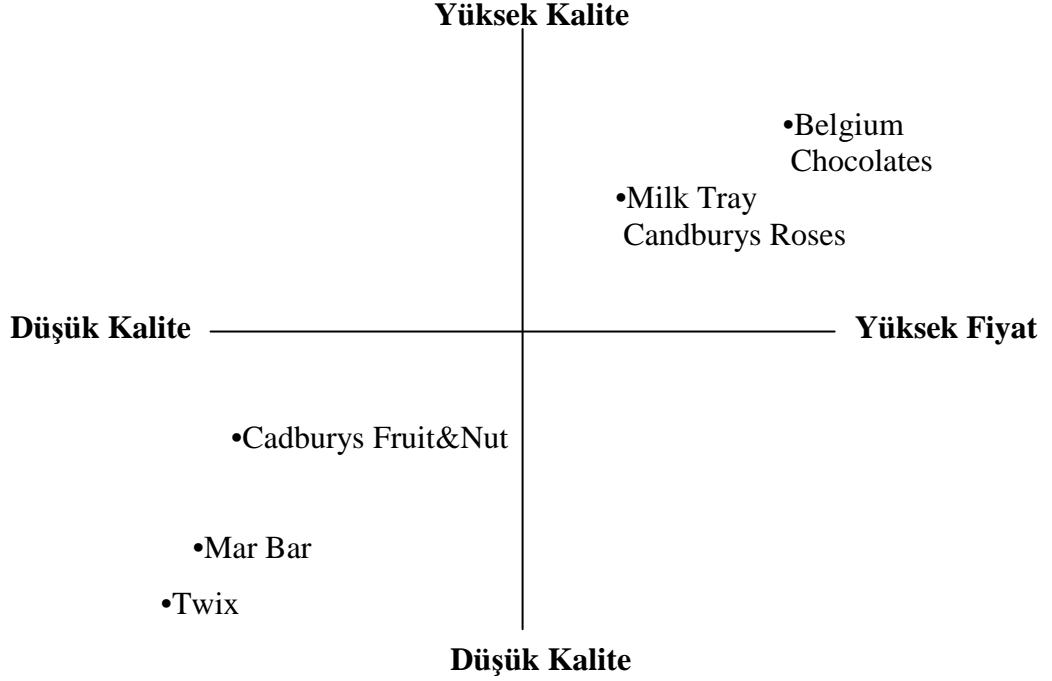 Yüksek Kalite
•Belgium
Chocolates
•Milk Tray
Candburys Roses
Düşük Kalite
Yüksek Fiyat
•Cadburys Fruit&Nut
•Mar Bar
•Twix
Düşük Kalite